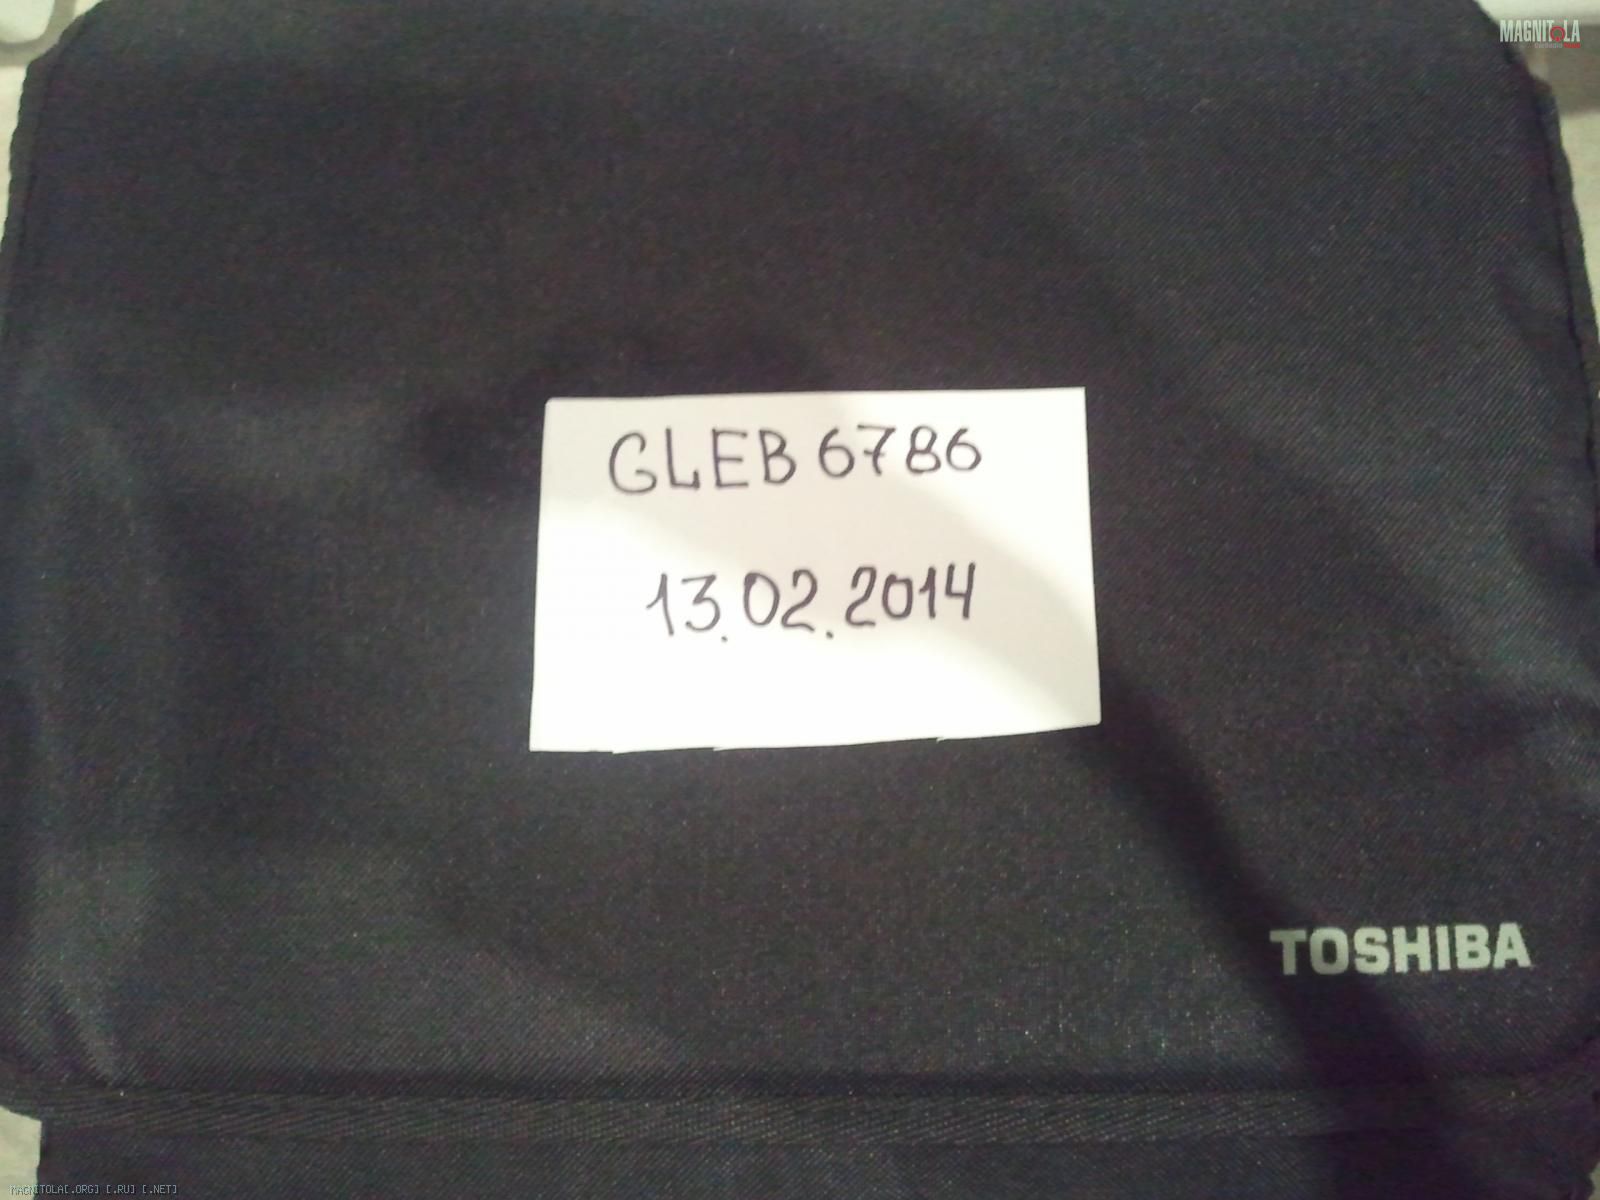 MAGNITOLA
GLEB 6786
13.02.2014
TOSHIBA
MAGNITOLA[.ORG] [.RU] [.NET]